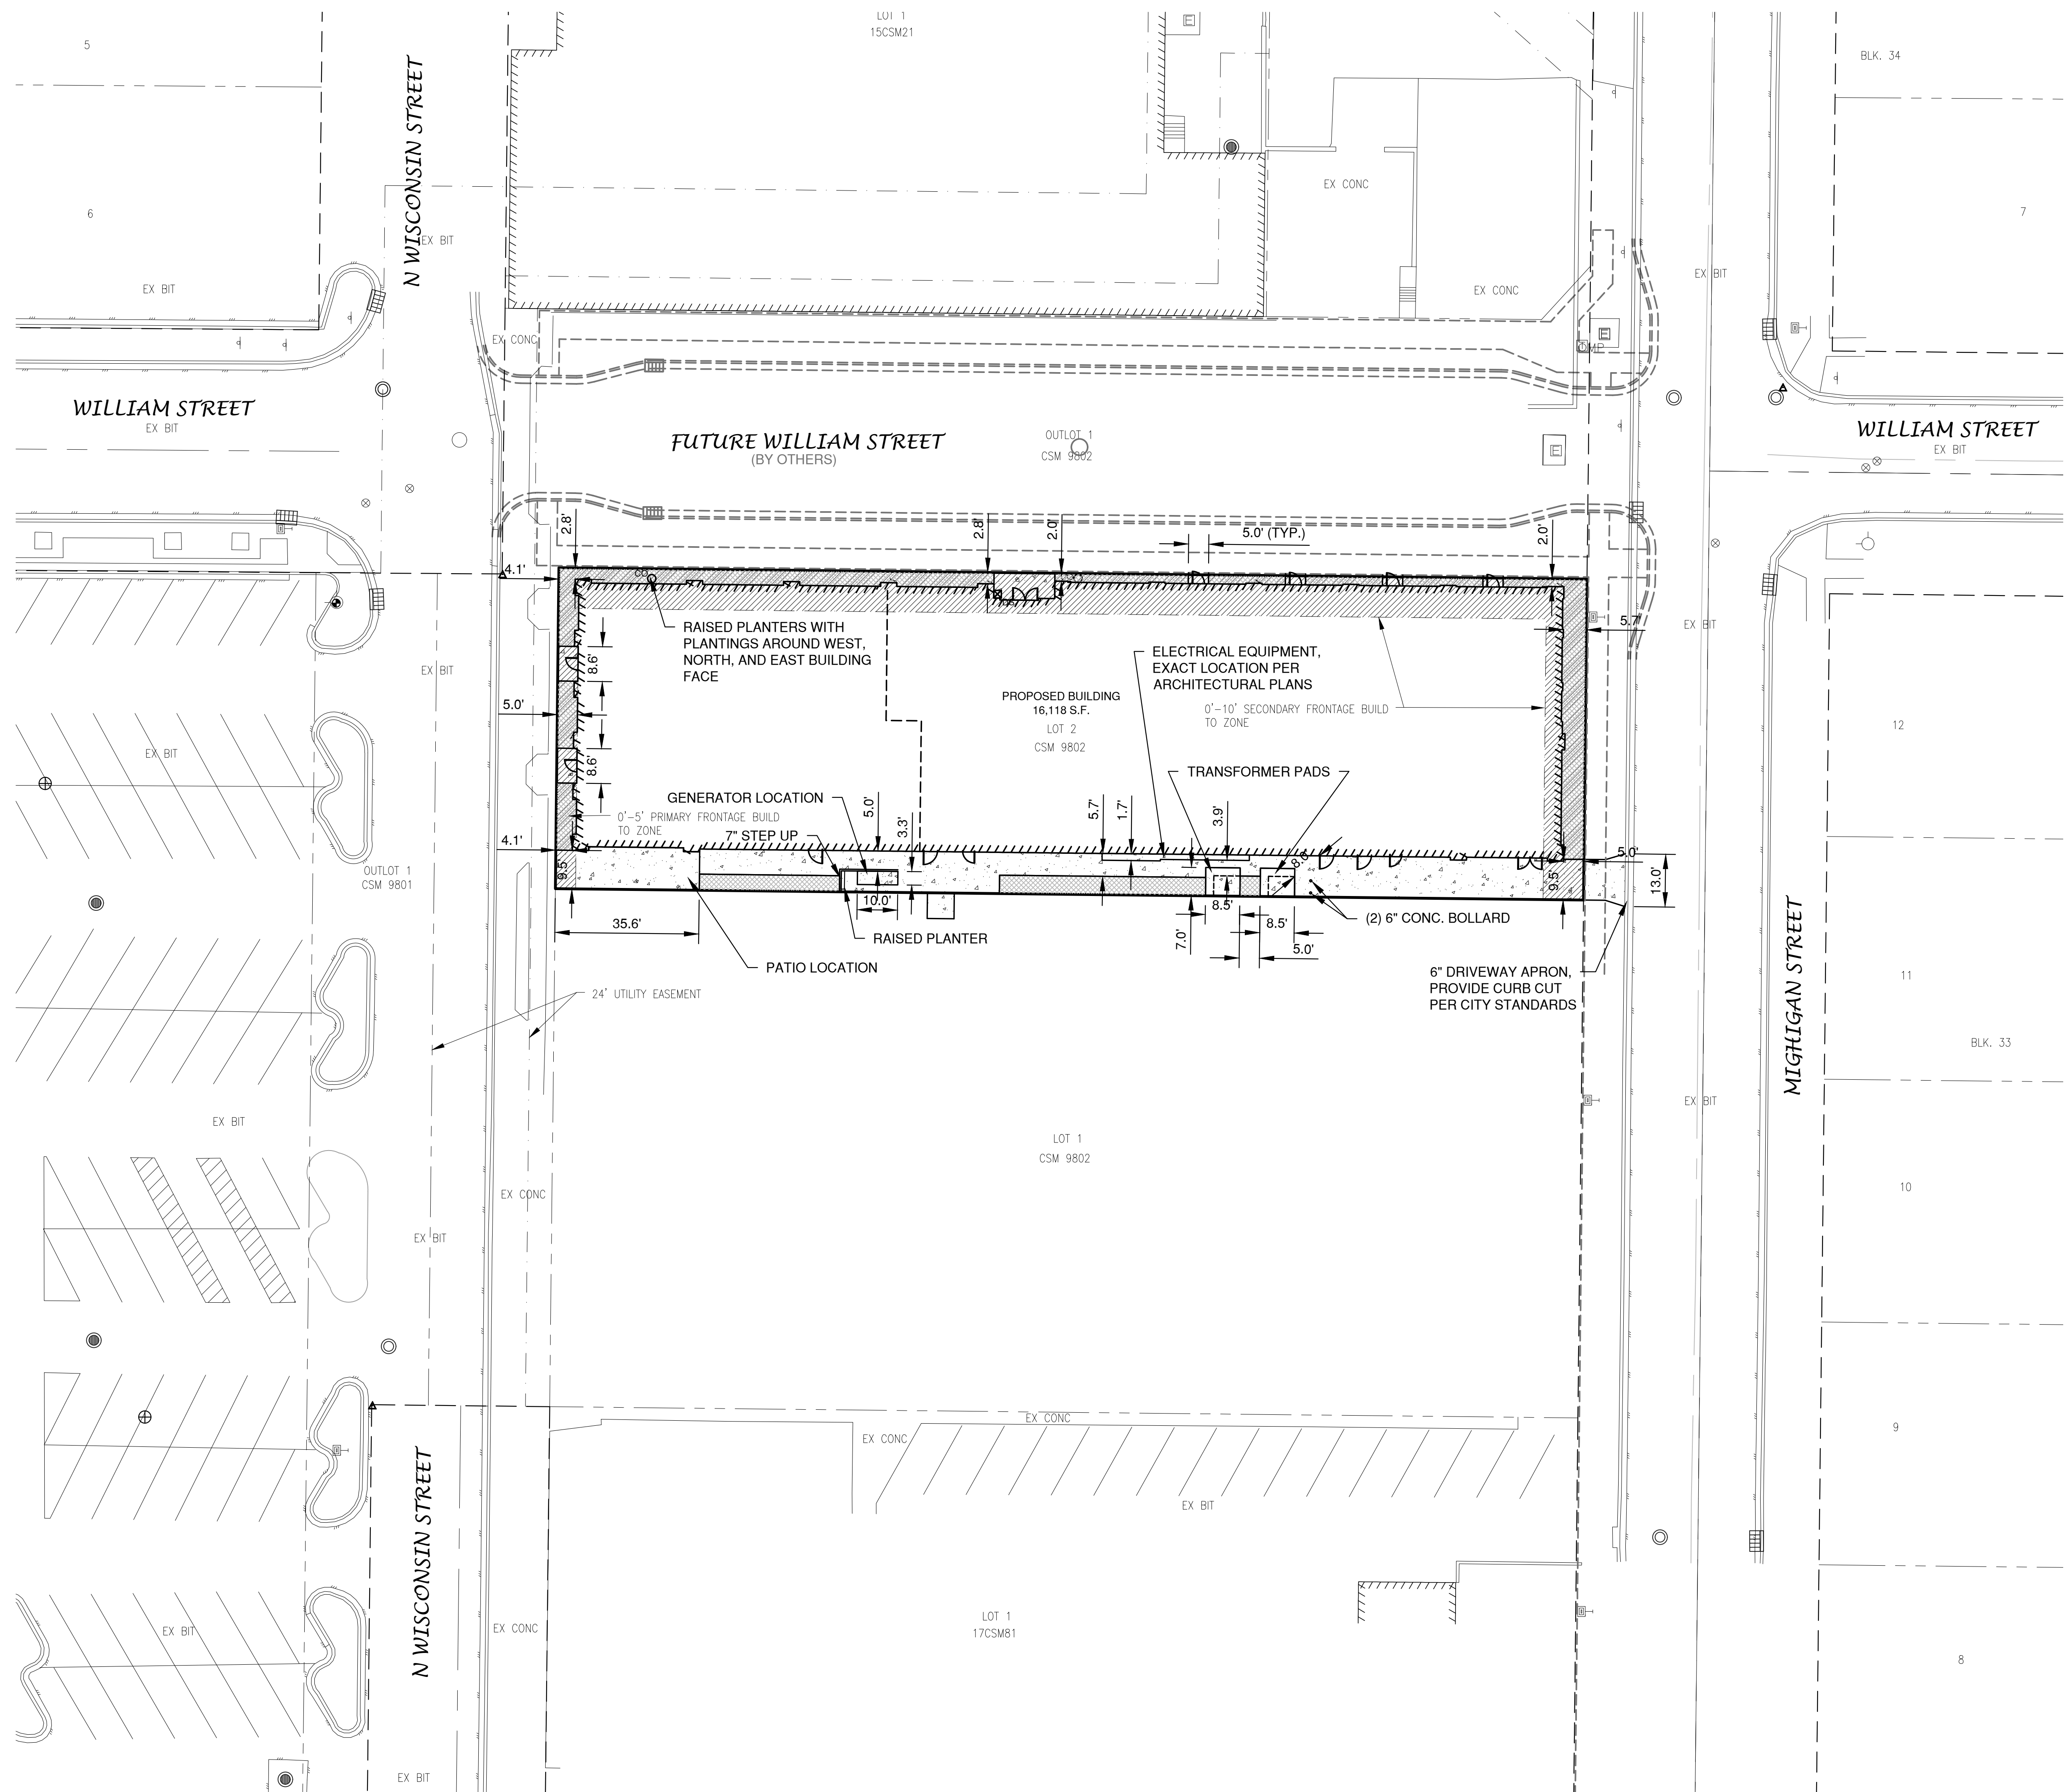 LOT 1
15CSM21
5
BLK. 34
N WISCONSIN STREET
EX CONC
6
7
EX BIT
EX BIT
EX BIT
EX CONC
EX CONC
WILLIAM STREET
EX BIT
FUTURE WILLIAM STREET
(BY OTHERS)
OUTLOT 1
CSM 9802
WILLIAM STREET
EX BIT
2.8'
2.8'
2.0'
5.0' (TYP.)
2.0'
4.1'
5.7'
EX BIT
RAISED PLANTERS WITH
PLANTINGS AROUND WEST,
NORTH, AND EAST BUILDING
FACE
8.6'
EX BIT
ELECTRICAL EQUIPMENT,
EXACT LOCATION PER
ARCHITECTURAL PLANS
PROPOSED BUILDING
16,118 S.F.
LOT 2
CSM 9802
0'-10' SECONDARY FRONTAGE BUILD
TO ZONE
5.0'
12
EX BIT
8.6'
TRANSFORMER PADS
GENERATOR LOCATION
0'-5' PRIMARY FRONTAGE BUILD
TO ZONE
7" STEP UP
5.0'
3.3'
5.7'
1.7'
3.9'
8.0'
4.1'
9.5'
5.0'
9.5'
13.0'
OUTLOT 1
CSM 9801
10.0'
8.5'
8.5'
7.0'
5.0'
(2) 6" CONC. BOLLARD
35.6'
RAISED PLANTER
PATIO LOCATION
6" DRIVEWAY APRON,
PROVIDE CURB CUT
PER CITY STANDARDS
11
24' UTILITY EASEMENT
MIGHIGAN STREET
BLK. 33
EX BIT
EX BIT
LOT 1
CSM 9802
10
EX CONC
EX BIT
EX CONC
EX CONC
9
EX BIT
N WISCONSIN STREET
LOT 1
17CSM81
EX BIT
EX CONC
8
EX BIT